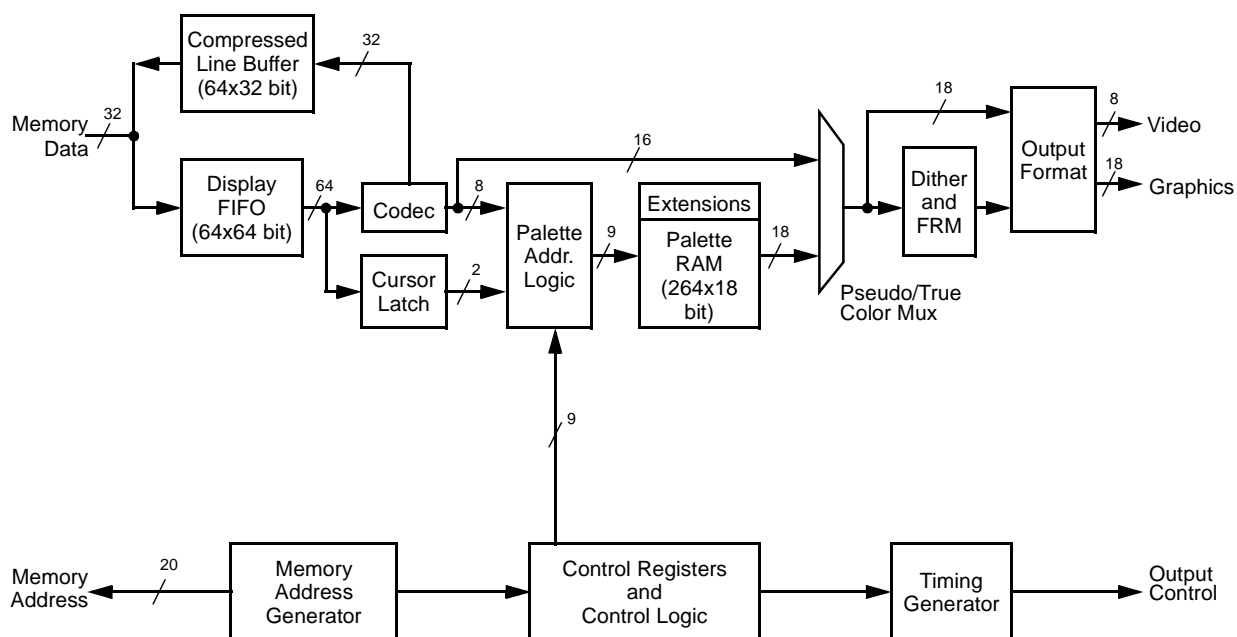 32
Compressed
Line Buffer
(64x32 bit)
32
Memory
Data
18
8
Video
16
Output
Format
18
Graphics
Display
FIFO
(64x64 bit)
64
Codec
8
Palette
Addr.
Logic
9
Extensions
Palette
RAM
(264x18
bit)
18
Dither
and
FRM
Cursor
Latch
2
Pseudo/True
Color Mux
9
Memory
Address
20
Memory
Address
Generator
Control Registers
and
Control Logic
Timing
Generator
Output
Control